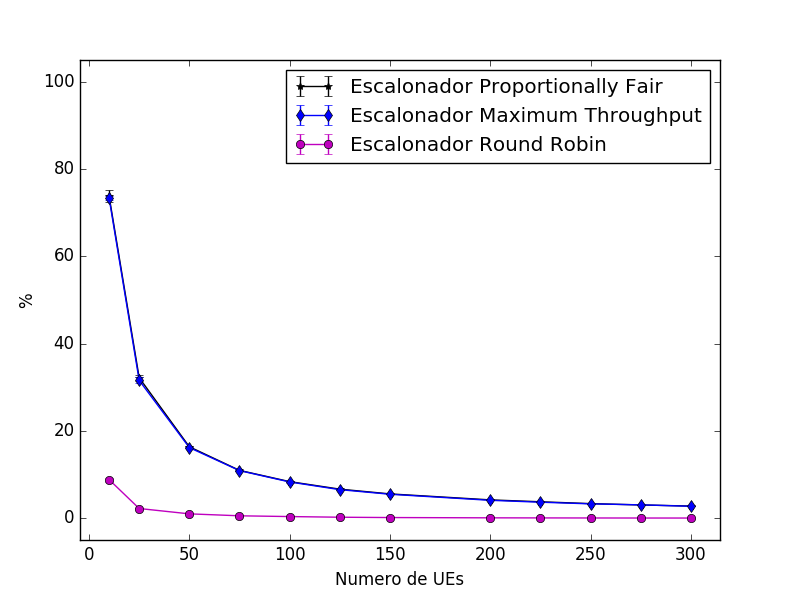 Escalonador Proportionally Fair
Escalonador Maximum Throughput
Escalonador Round Robin
100
80
60
40
20
0
%
0 50 100 150 200 250 300
Numero de UEs